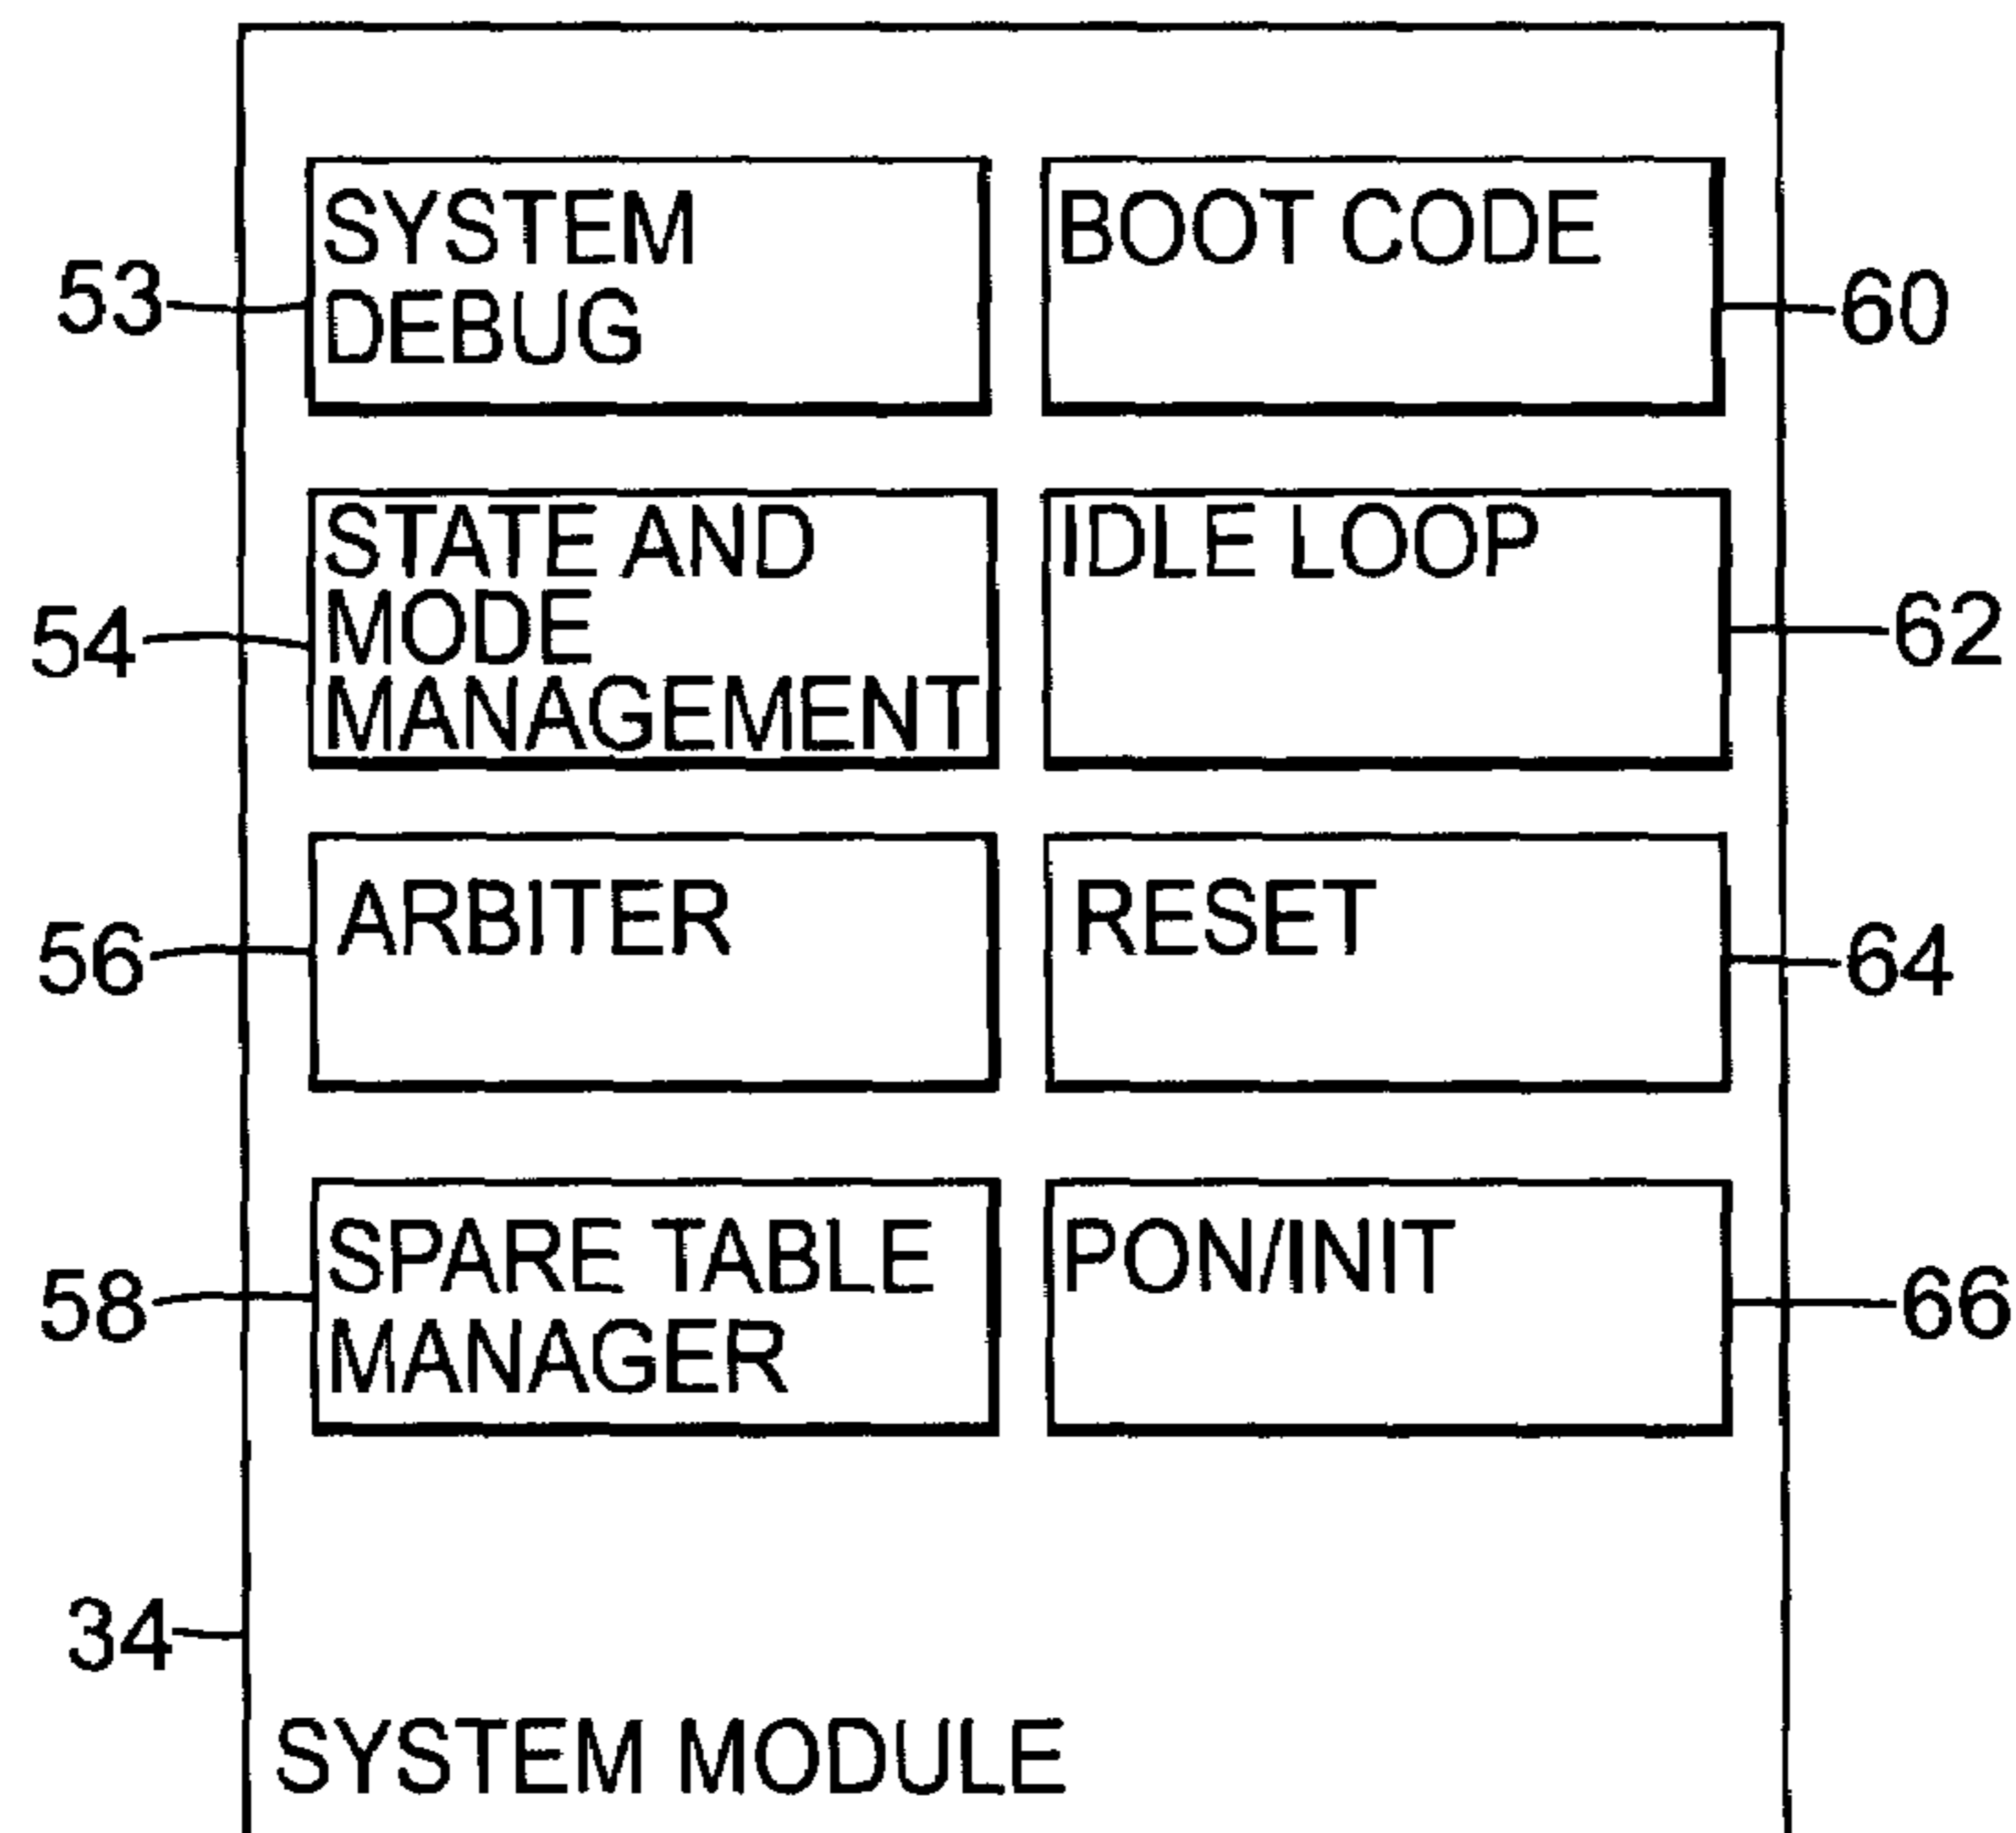 53
SYSTEM
DEBUG
BOOT CODE
60
54
STATE AND
MODE
MANAGEMENT
IDLE LOOP
62
56
ARBITER
RESET
64
58
SPARE TABLE
MANAGER
PON/INIT
66
34
SYSTEM MODULE